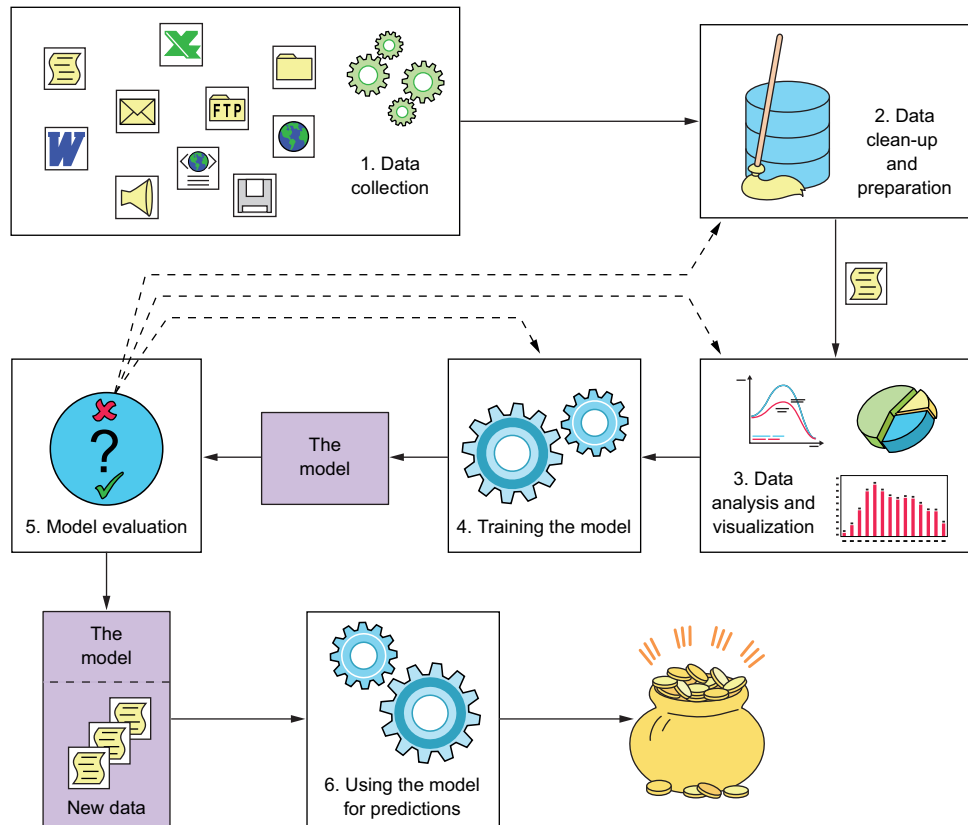 FTP
W
1. Data
collection
2. Data
clean-up
and
preparation
3. Data
analysis and
visualization
4. Training the model
The
model
?
5. Model evaluation
The
model
New data
6. Using the model
for predictions